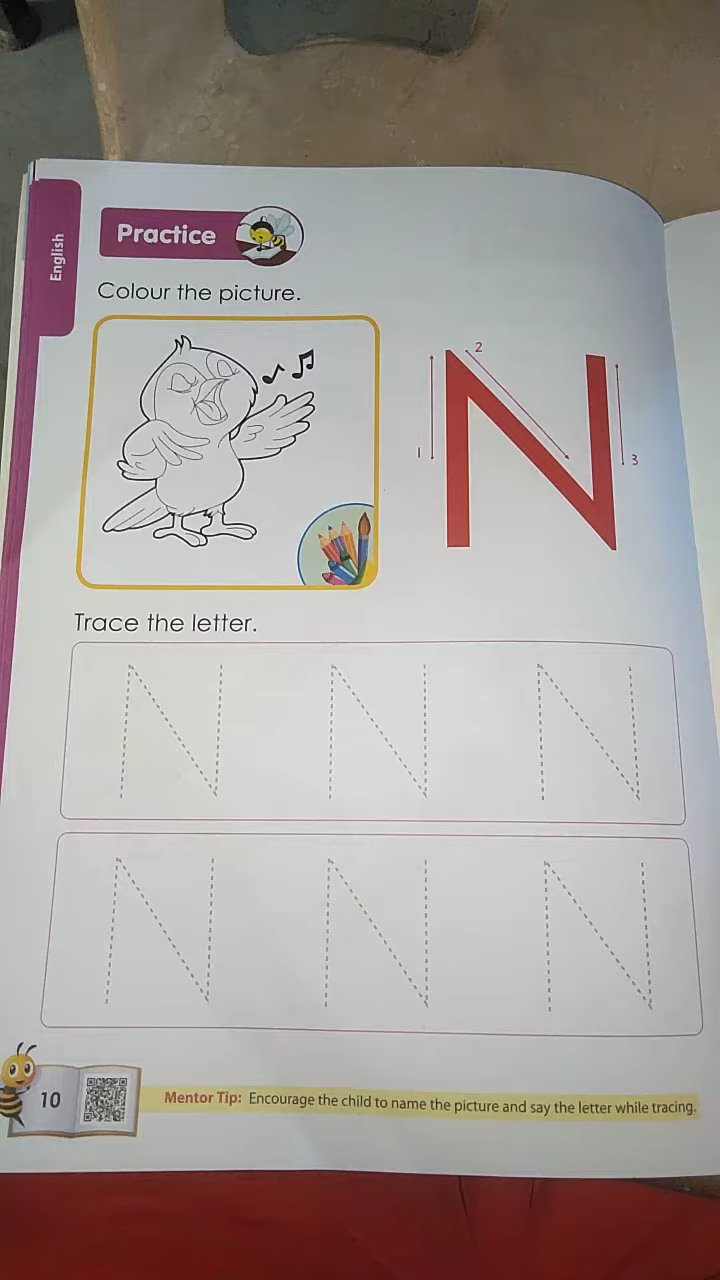 English
Practice
Colour the picture.
N
1
2
3
Trace the letter.
N N N
N N N
10
Mentor Tip: Encourage the child to name the picture and say the letter while tracing.